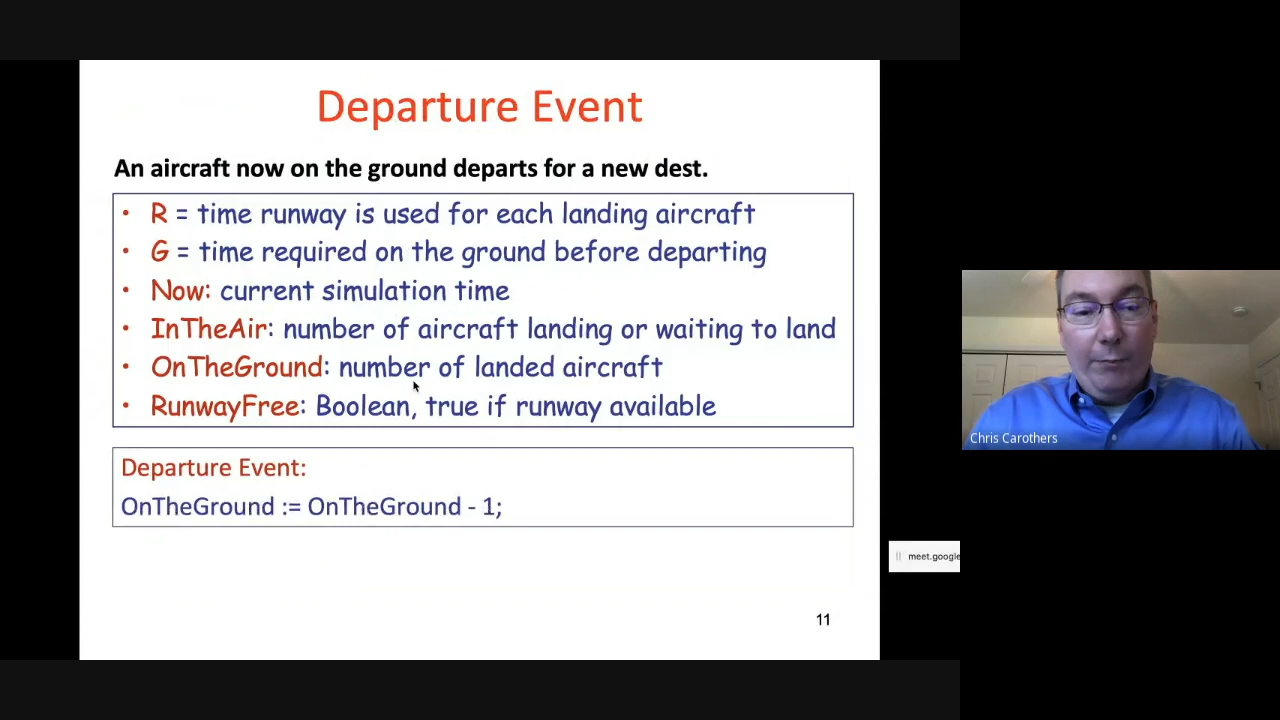 Departure Event
An aircraft now on the ground departs for a new dest.
• R = time runway is used for each landing aircraft
• G = time required on the ground before departing
• Now: current simulation time
• InTheAir: number of aircraft landing or waiting to land
• OnTheGround: number of landed aircraft
• RunwayFree: Boolean, true if runway available
Departure Event:
OnTheGround := OnTheGround - 1;
11
Chris Carothers
meet.google